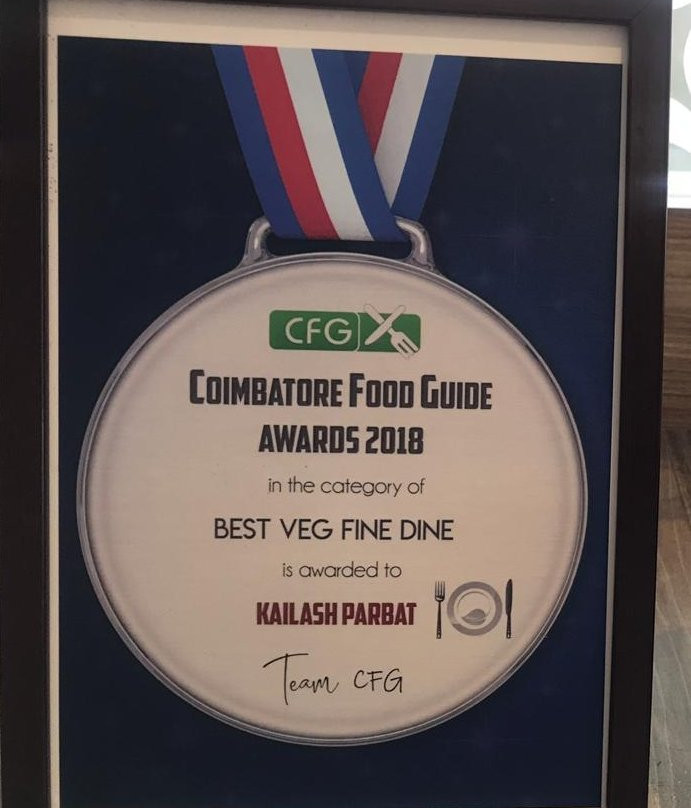 CFG
COIMBATORE FOOD GUIDE
AWARDS 2018
in the category of
BEST VEG FINE DINE
is awarded to
KAILASH PARBAT
Team CFG